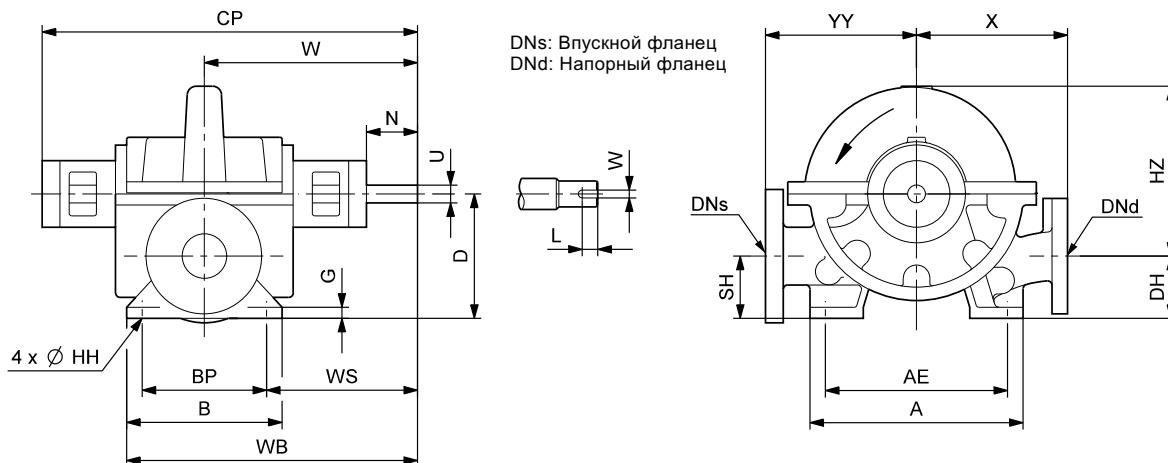 CP
W
N
U
D
G
4 x Ø HH
BP
WS
B
WB
DNs: Впускной фланец
DNd: Напорный фланец
W
L
YY
X
HZ
DNs
DNd
SH
DH
AE
A